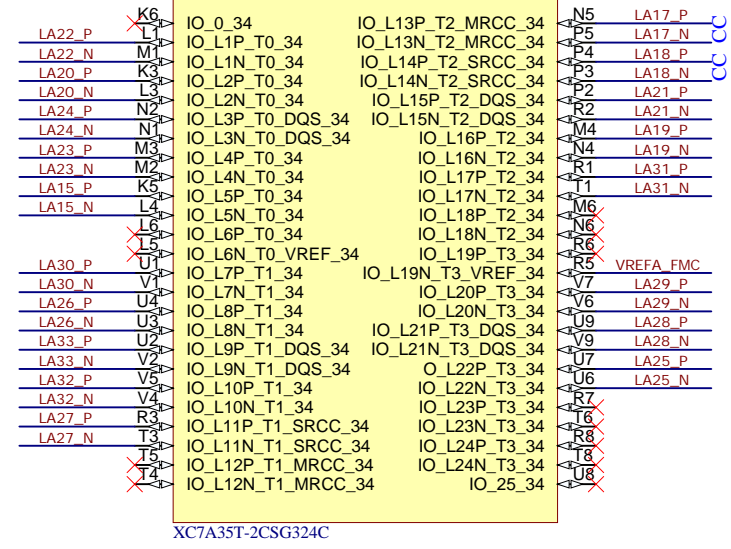 K6 IO_0_34 IO_L13P_T2_MRCC_34 N5 LA17_P
LA22_P L1 IO_L1P_T0_34 IO_L13N_T2_MRCC_34 P5 LA17_N CC
LA22_N M1 IO_L1N_T0_34 IO_L14P_T2_SRCC_34 P4 LA18_P
LA20_P K3 IO_L2P_T0_34 IO_L14N_T2_SRCC_34 P3 LA18_N CC
LA20_N L3 IO_L2N_T0_34 IO_L15P_T2_DQS_34 P2 LA21_P
LA24_P N2 IO_L3P_T0_DQS_34 IO_L15N_T2_DQS_34 R2 LA21_N
LA24_N N1 IO_L3N_T0_DQS_34 IO_L16P_T2_34 M4 LA19_P
LA23_P M3 IO_L4P_T0_34 IO_L16N_T2_34 N4 LA19_N
LA23_N M2 IO_L4N_T0_34 IO_L17P_T2_34 R1 LA31_P
LA15_P K5 IO_L5P_T0_34 IO_L17N_T2_34 T1 LA31_N
LA15_N L4 IO_L5N_T0_34 IO_L18P_T2_34 M6
L6 IO_L6P_T0_34 IO_L18N_T2_34 N6
L5 IO_L6N_T0_VREF_34 IO_L19P_T3_34 R6
LA30_P U1 IO_L7P_T1_34 IO_L19N_T3_VREF_34 R5 VREFA_FMC
LA30_N V1 IO_L7N_T1_34 IO_L20P_T3_34 V7 LA29_P
LA26_P U4 IO_L8P_T1_34 IO_L20N_T3_34 V6 LA29_N
LA26_N U3 IO_L8N_T1_34 IO_L21P_T3_DQS_34 U9 LA28_P
LA33_P U2 IO_L9P_T1_DQS_34 IO_L21N_T3_DQS_34 V9 LA28_N
LA33_N V2 IO_L9N_T1_DQS_34 O_L22P_T3_34 U7 LA25_P
LA32_P V5 IO_L10P_T1_34 IO_L22N_T3_34 U6 LA25_N
LA32_N V4 IO_L10N_T1_34 IO_L23P_T3_34 R7
LA27_P R3 IO_L11P_T1_SRCC_34 IO_L23N_T3_34 T6
LA27_N T3 IO_L11N_T1_SRCC_34 IO_L24P_T3_34 R8
T5 IO_L12P_T1_MRCC_34 IO_L24N_T3_34 T8
T4 IO_L12N_T1_MRCC_34 IO_25_34 U8
XC7A35T-2CSG324C